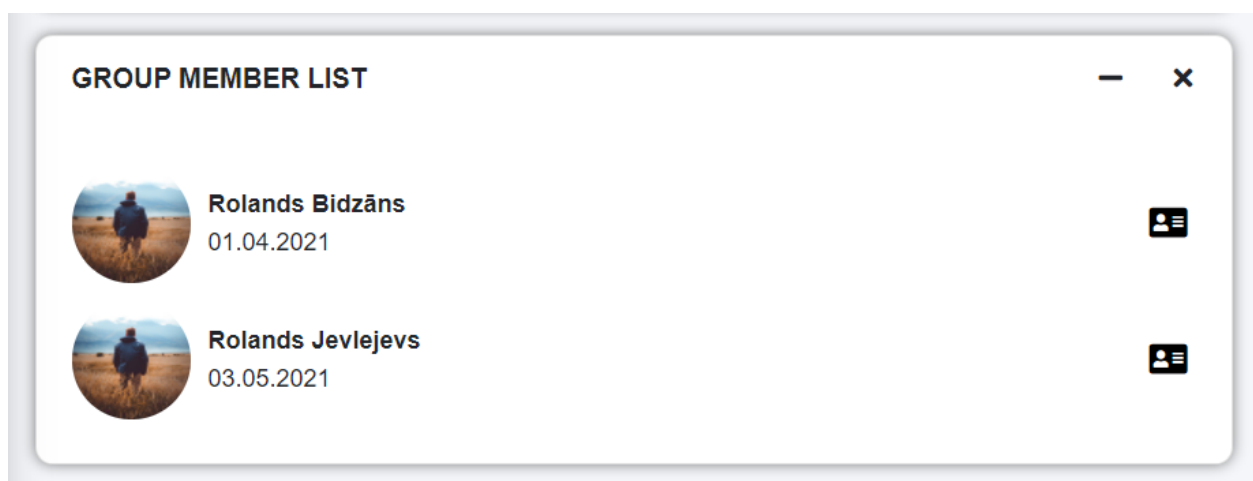 GROUP MEMBER LIST
Rolands Bidzāns
01.04.2021
Rolands Jevlejevs
03.05.2021